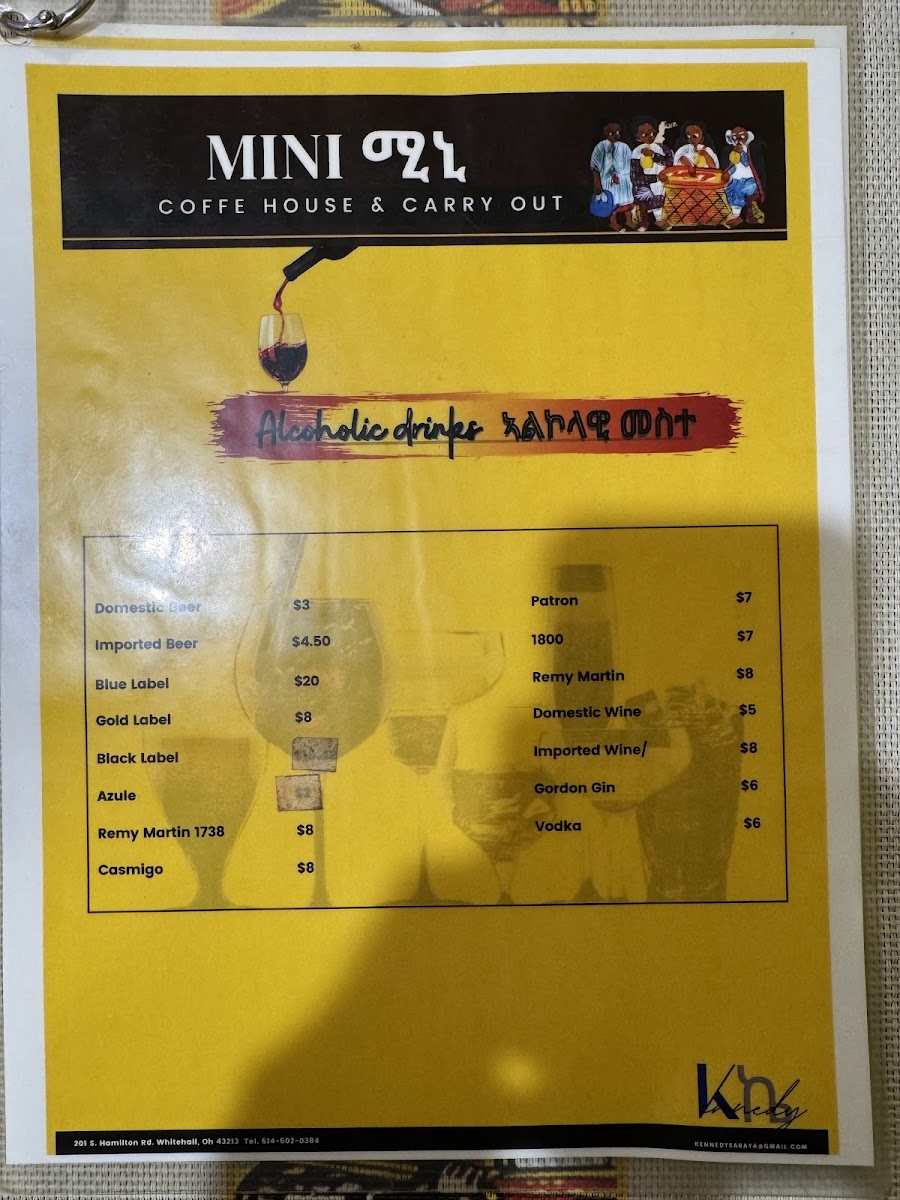 MINI ሚኒ
COFFE HOUSE & CARRY OUT
Alcoholic drinks ኣልኮላዊ መስተ
Domestic Beer $3
Imported Beer $4.50
Blue Label $20
Gold Label $8
Black Label
Azule
Remy Martin 1738 $8
Casmigo $8
Patron $7
1800 $7
Remy Martin $8
Domestic Wine $5
Imported Wine/ $8
Gordon Gin $6
Vodka $6
Kennedy
201 S. Hamilton Rd. Whitehall, Oh 43213 Tel. 614-502-0384
KENNEDYSABAYA@GMAIL.COM